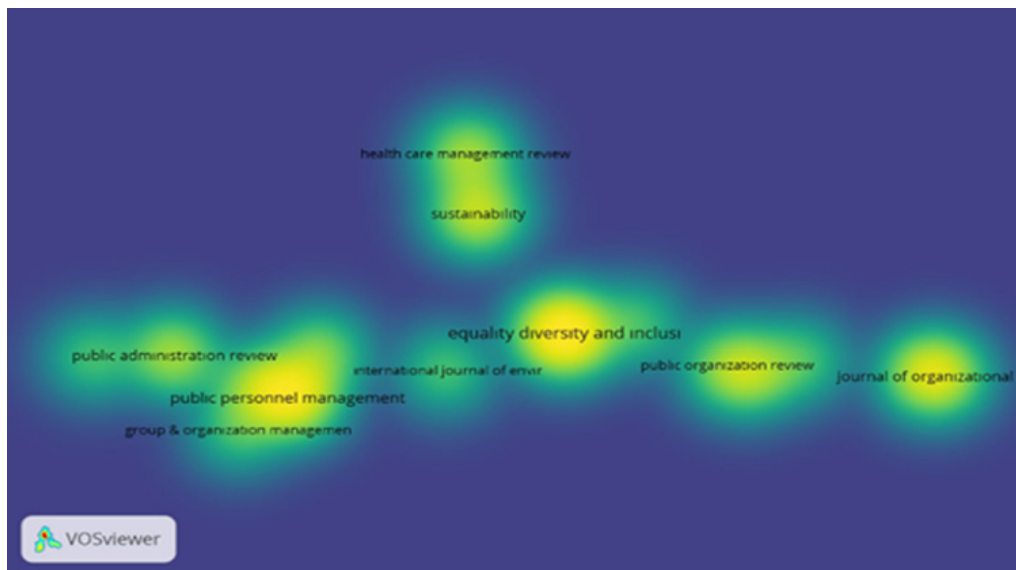 health care management review
sustainability
equality diversity and inclusi
public administration review
public organization review
international journal of envir
journal of organizational
public personnel management
group & organization managemen
VOSviewer